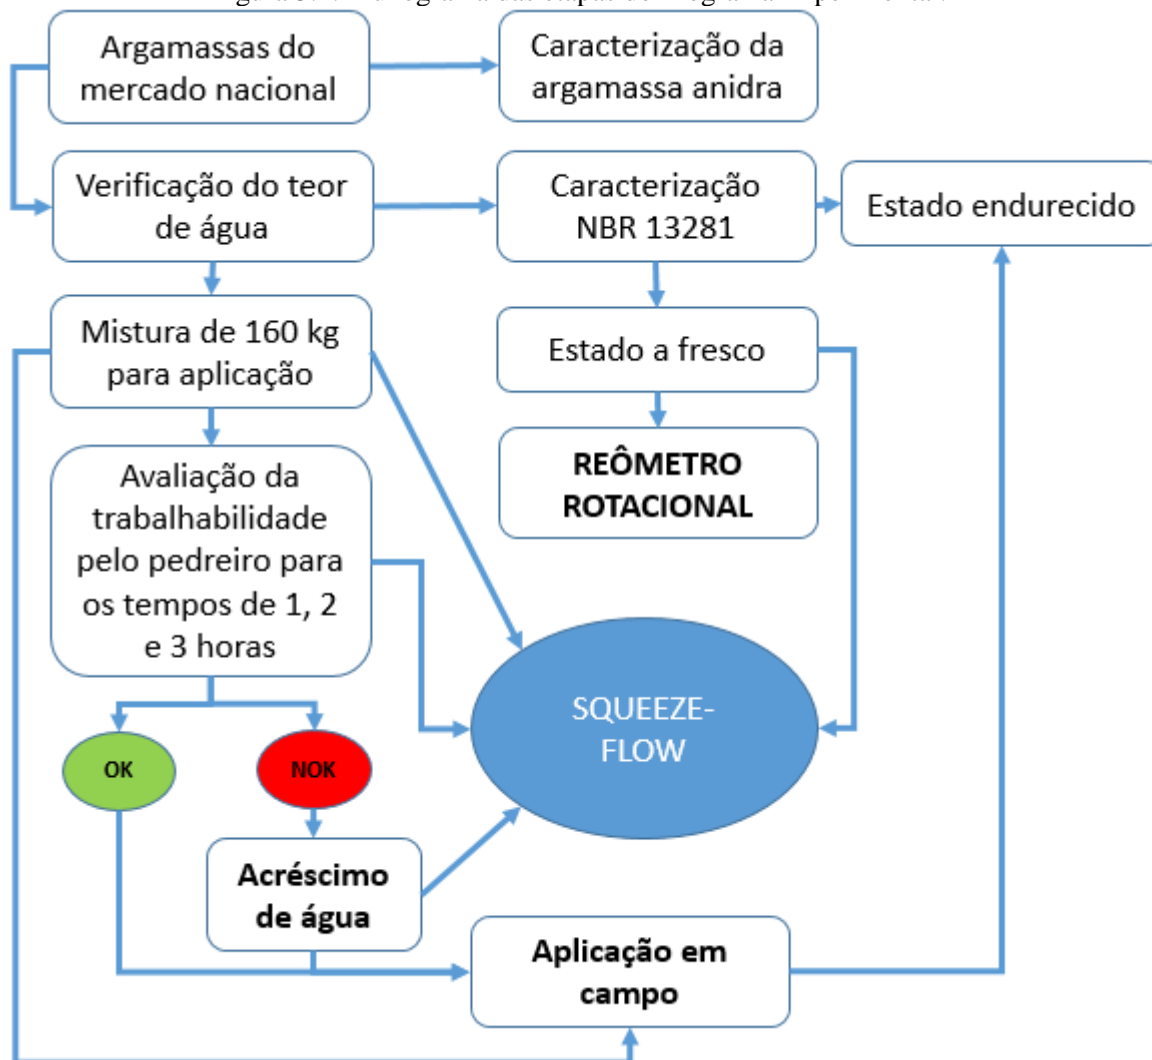 Argamassas do
mercado nacional
Caracterização da
argamassa anidra
Verificação do teor
de água
Caracterização
NBR 13281
Estado endurecido
Mistura de 160 kg
para aplicação
Estado a fresco
Avaliação da
trabalhabilidade
pelo pedreiro para
os tempos de 1, 2
e 3 horas
REÔMETRO
ROTACIONAL
SQUEEZE-
FLOW
OK
NOK
Acréscimo
de água
Aplicação em
campo